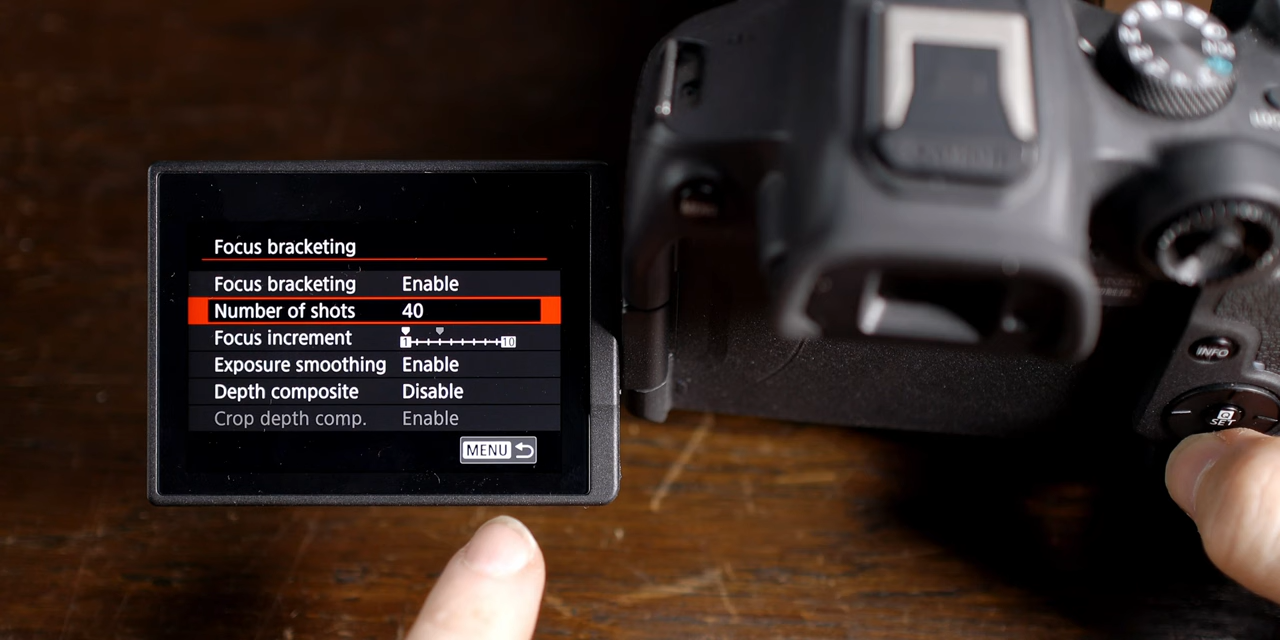 Focus bracketing
Focus bracketing Enable
Number of shots 40
Focus increment 1 10
Exposure smoothing Enable
Depth composite Disable
Crop depth comp. Enable
MENU
INFO
SET